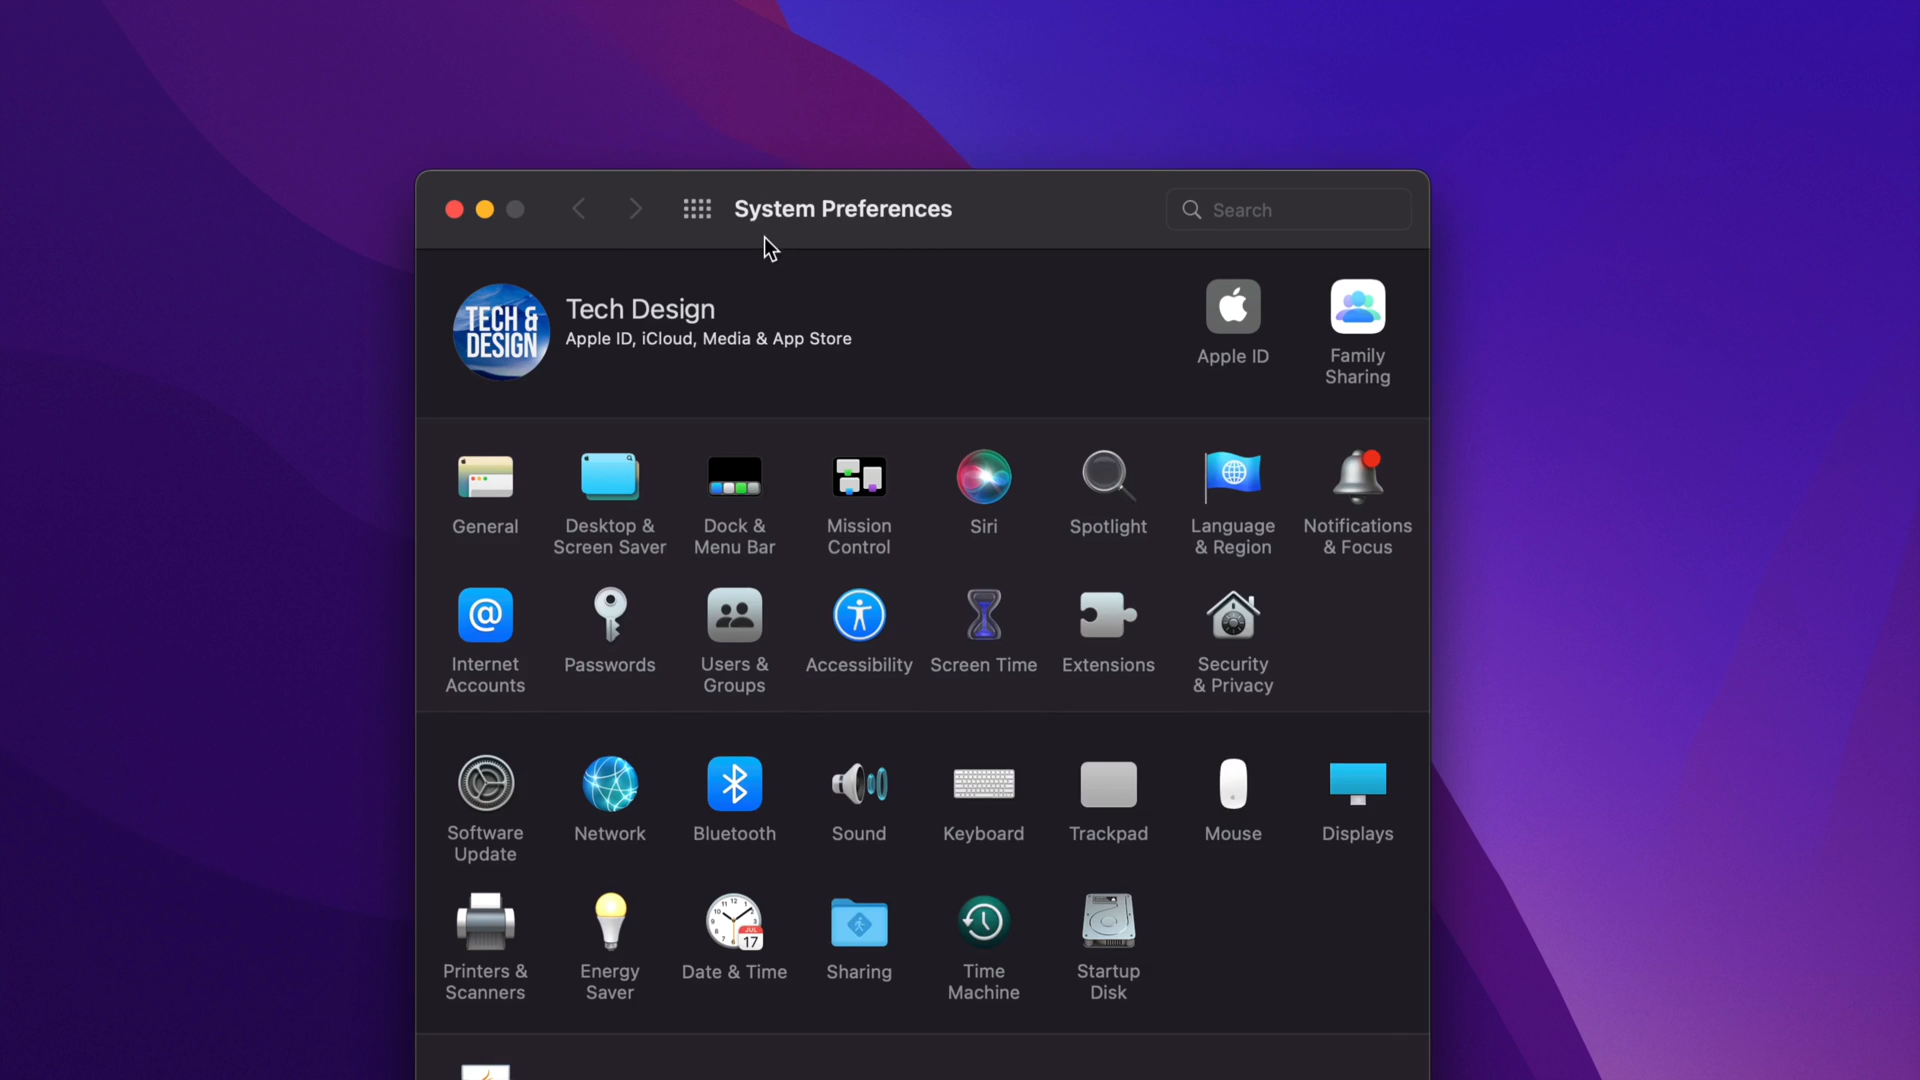 System Preferences
Search
TECH &
DESIGN
Tech Design
Apple ID, iCloud, Media & App Store
Apple ID
Family
Sharing
General
Desktop &
Screen Saver
Dock &
Menu Bar
Mission
Control
Siri
Spotlight
Language
& Region
Notifications
& Focus
@
Internet
Accounts
Passwords
Users &
Groups
Accessibility
Screen Time
Extensions
Security
& Privacy
Software
Update
Network
Bluetooth
Sound
Keyboard
Trackpad
Mouse
Displays
JUL
17
Printers &
Scanners
Energy
Saver
Date & Time
Sharing
Time
Machine
Startup
Disk